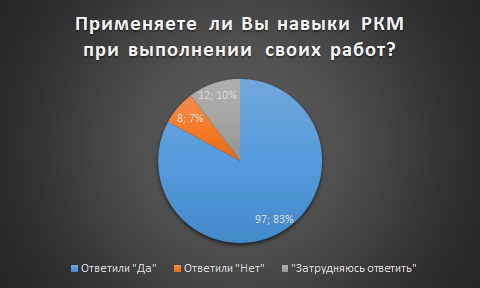 Применяете ли Вы навыки РКМ
при выполнении своих работ?
12; 10%
8; 7%
97; 83%
Ответили "Да" Ответили "Нет" "Затрудняюсь ответить"